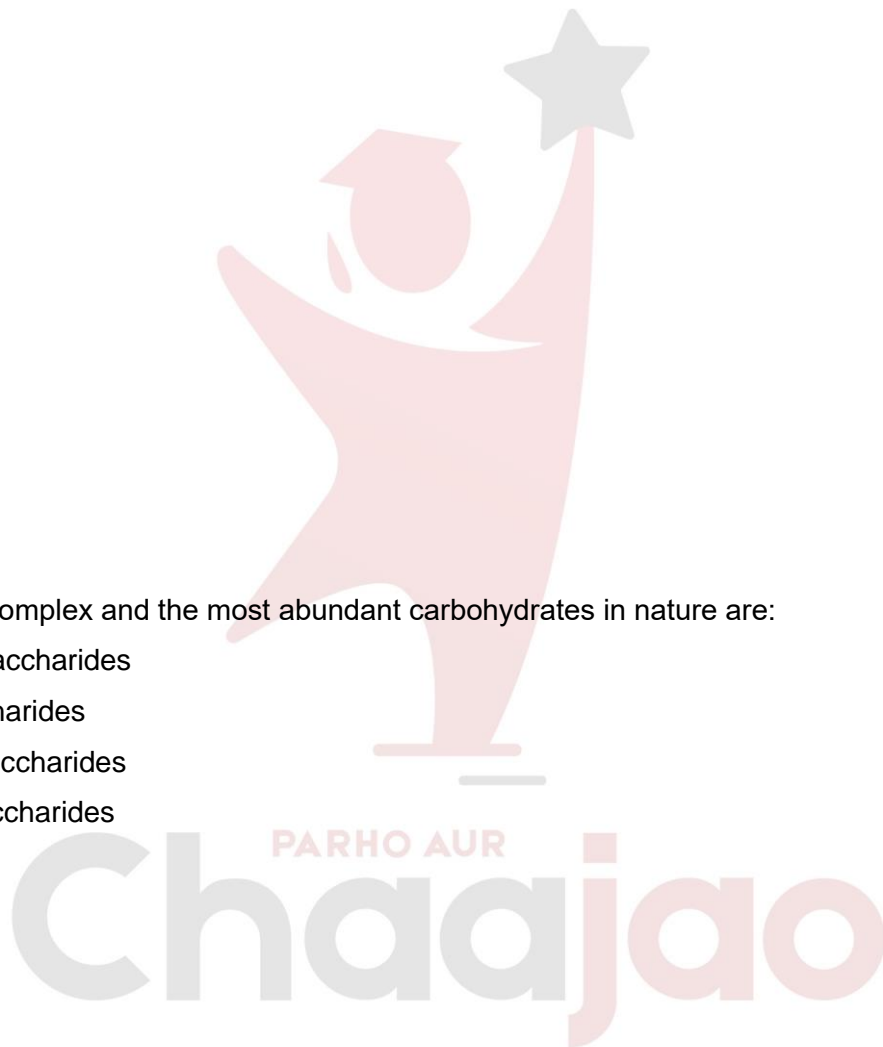 omplex and the most abundant carbohydrates in nature are:
accharides
harides
ccharides
ccharides
PARHO AUR
Chaajao